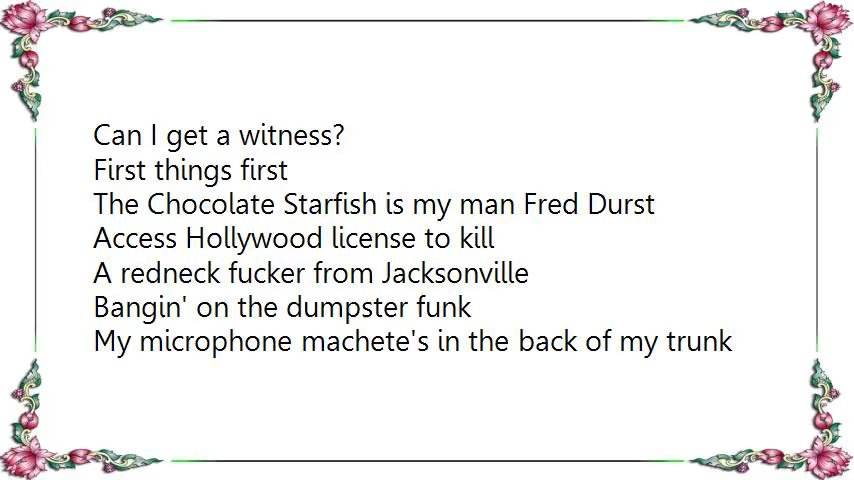 Can I get a witness?
First things first
The Chocolate Starfish is my man Fred Durst
Access Hollywood license to kill
A redneck fucker from Jacksonville
Bangin' on the dumpster funk
My microphone machete's in the back of my trunk